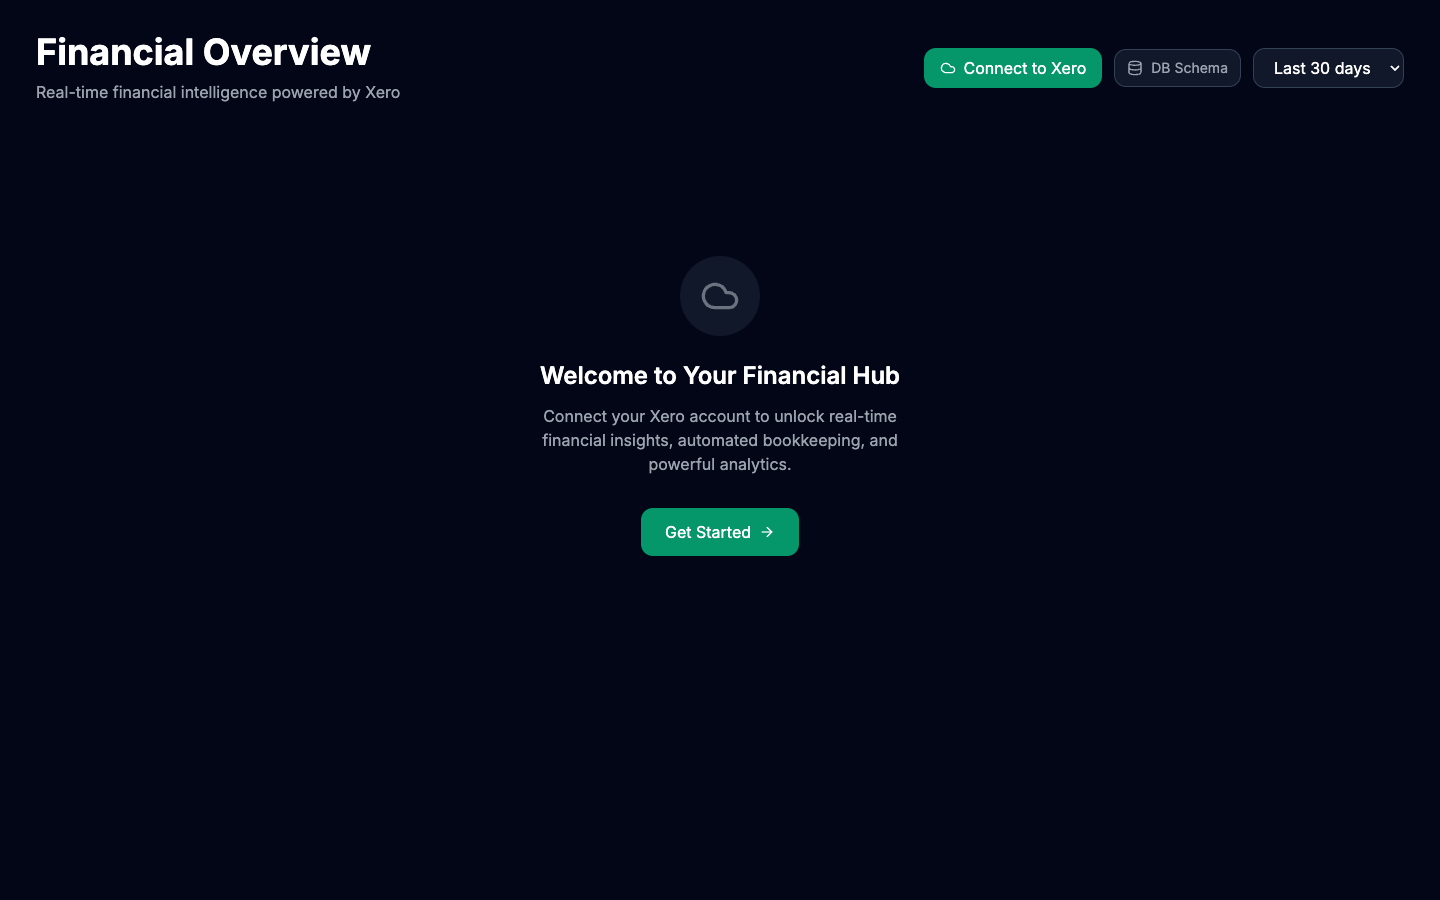 Financial Overview
Real-time financial intelligence powered by Xero
Connect to Xero
DB Schema
Last 30 days
Welcome to Your Financial Hub
Connect your Xero account to unlock real-time
financial insights, automated bookkeeping, and
powerful analytics.
Get Started